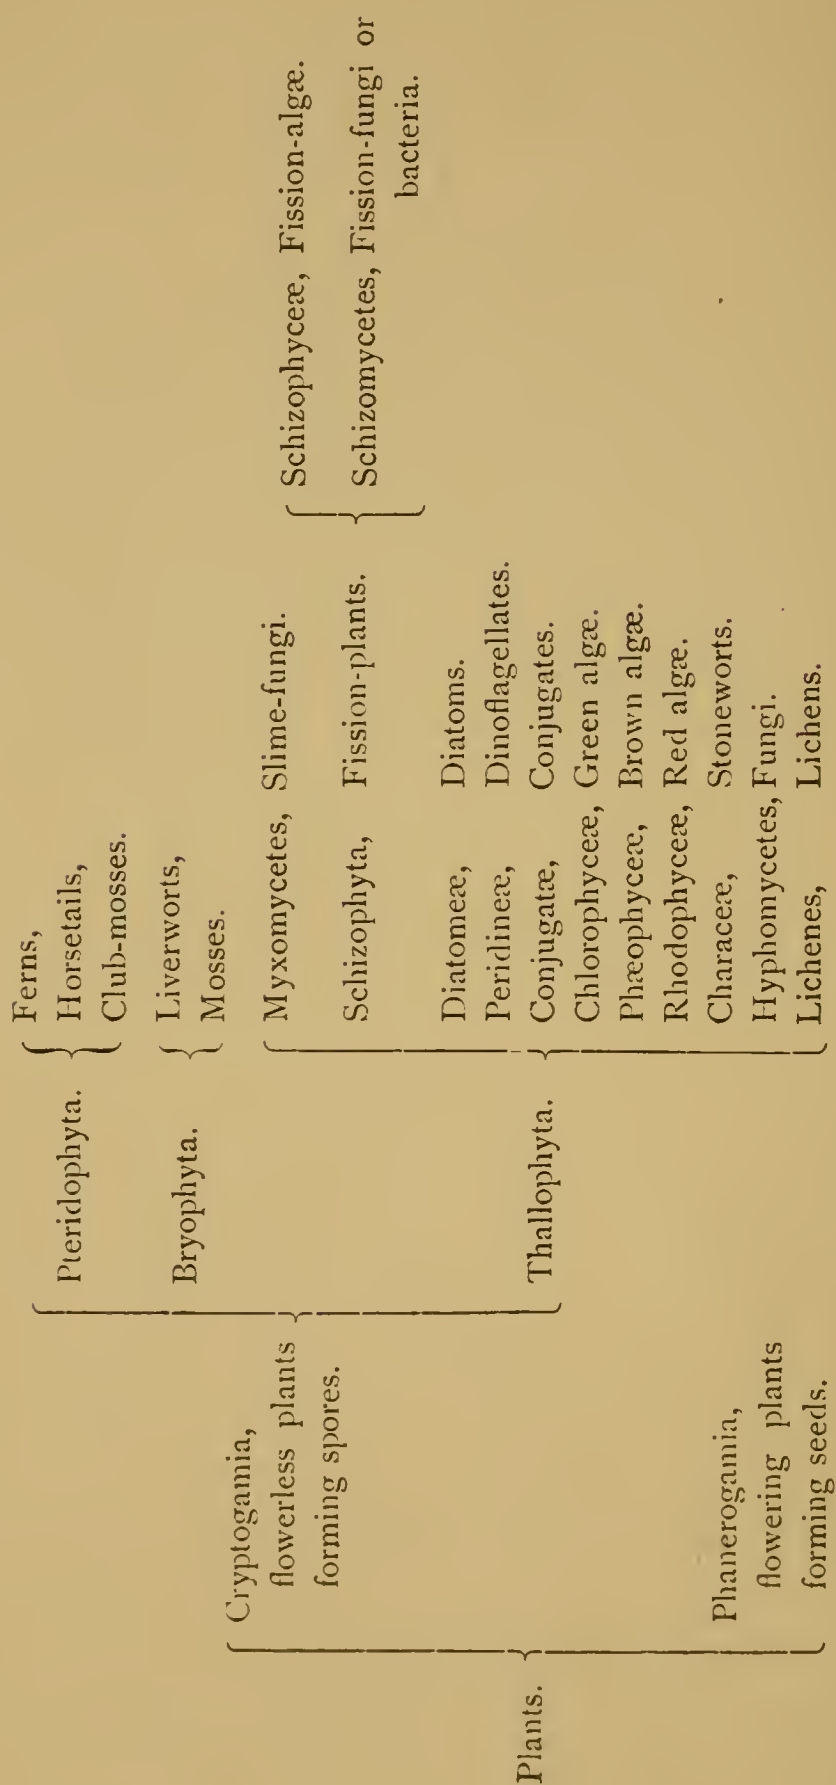 Plants.
Cryptogamia,
flowerless plants
forming spores.
Phanerogamia,
flowering plants
forming seeds.
Pteridophyta.
Bryophyta.
Thallophyta.
Ferns,
Horsetails,
Club-mosses.
Liverworts,
Mosses.
Myxomycetes, Slime-fungi.
Schizophyta, Fission-plants.
Diatomeæ, Diatoms.
Peridineæ, Dinoflagellates.
Conjugatæ, Conjugates.
Chlorophyceæ, Green algæ.
Phæophyceæ, Brown algæ.
Rhodophyceæ, Red algæ.
Characeæ, Stoneworts.
Hyphomycetes, Fungi.
Lichenes, Lichens.
Schizophyceæ, Fission-algæ.
Schizomycetes, Fission-fungi or
bacteria.